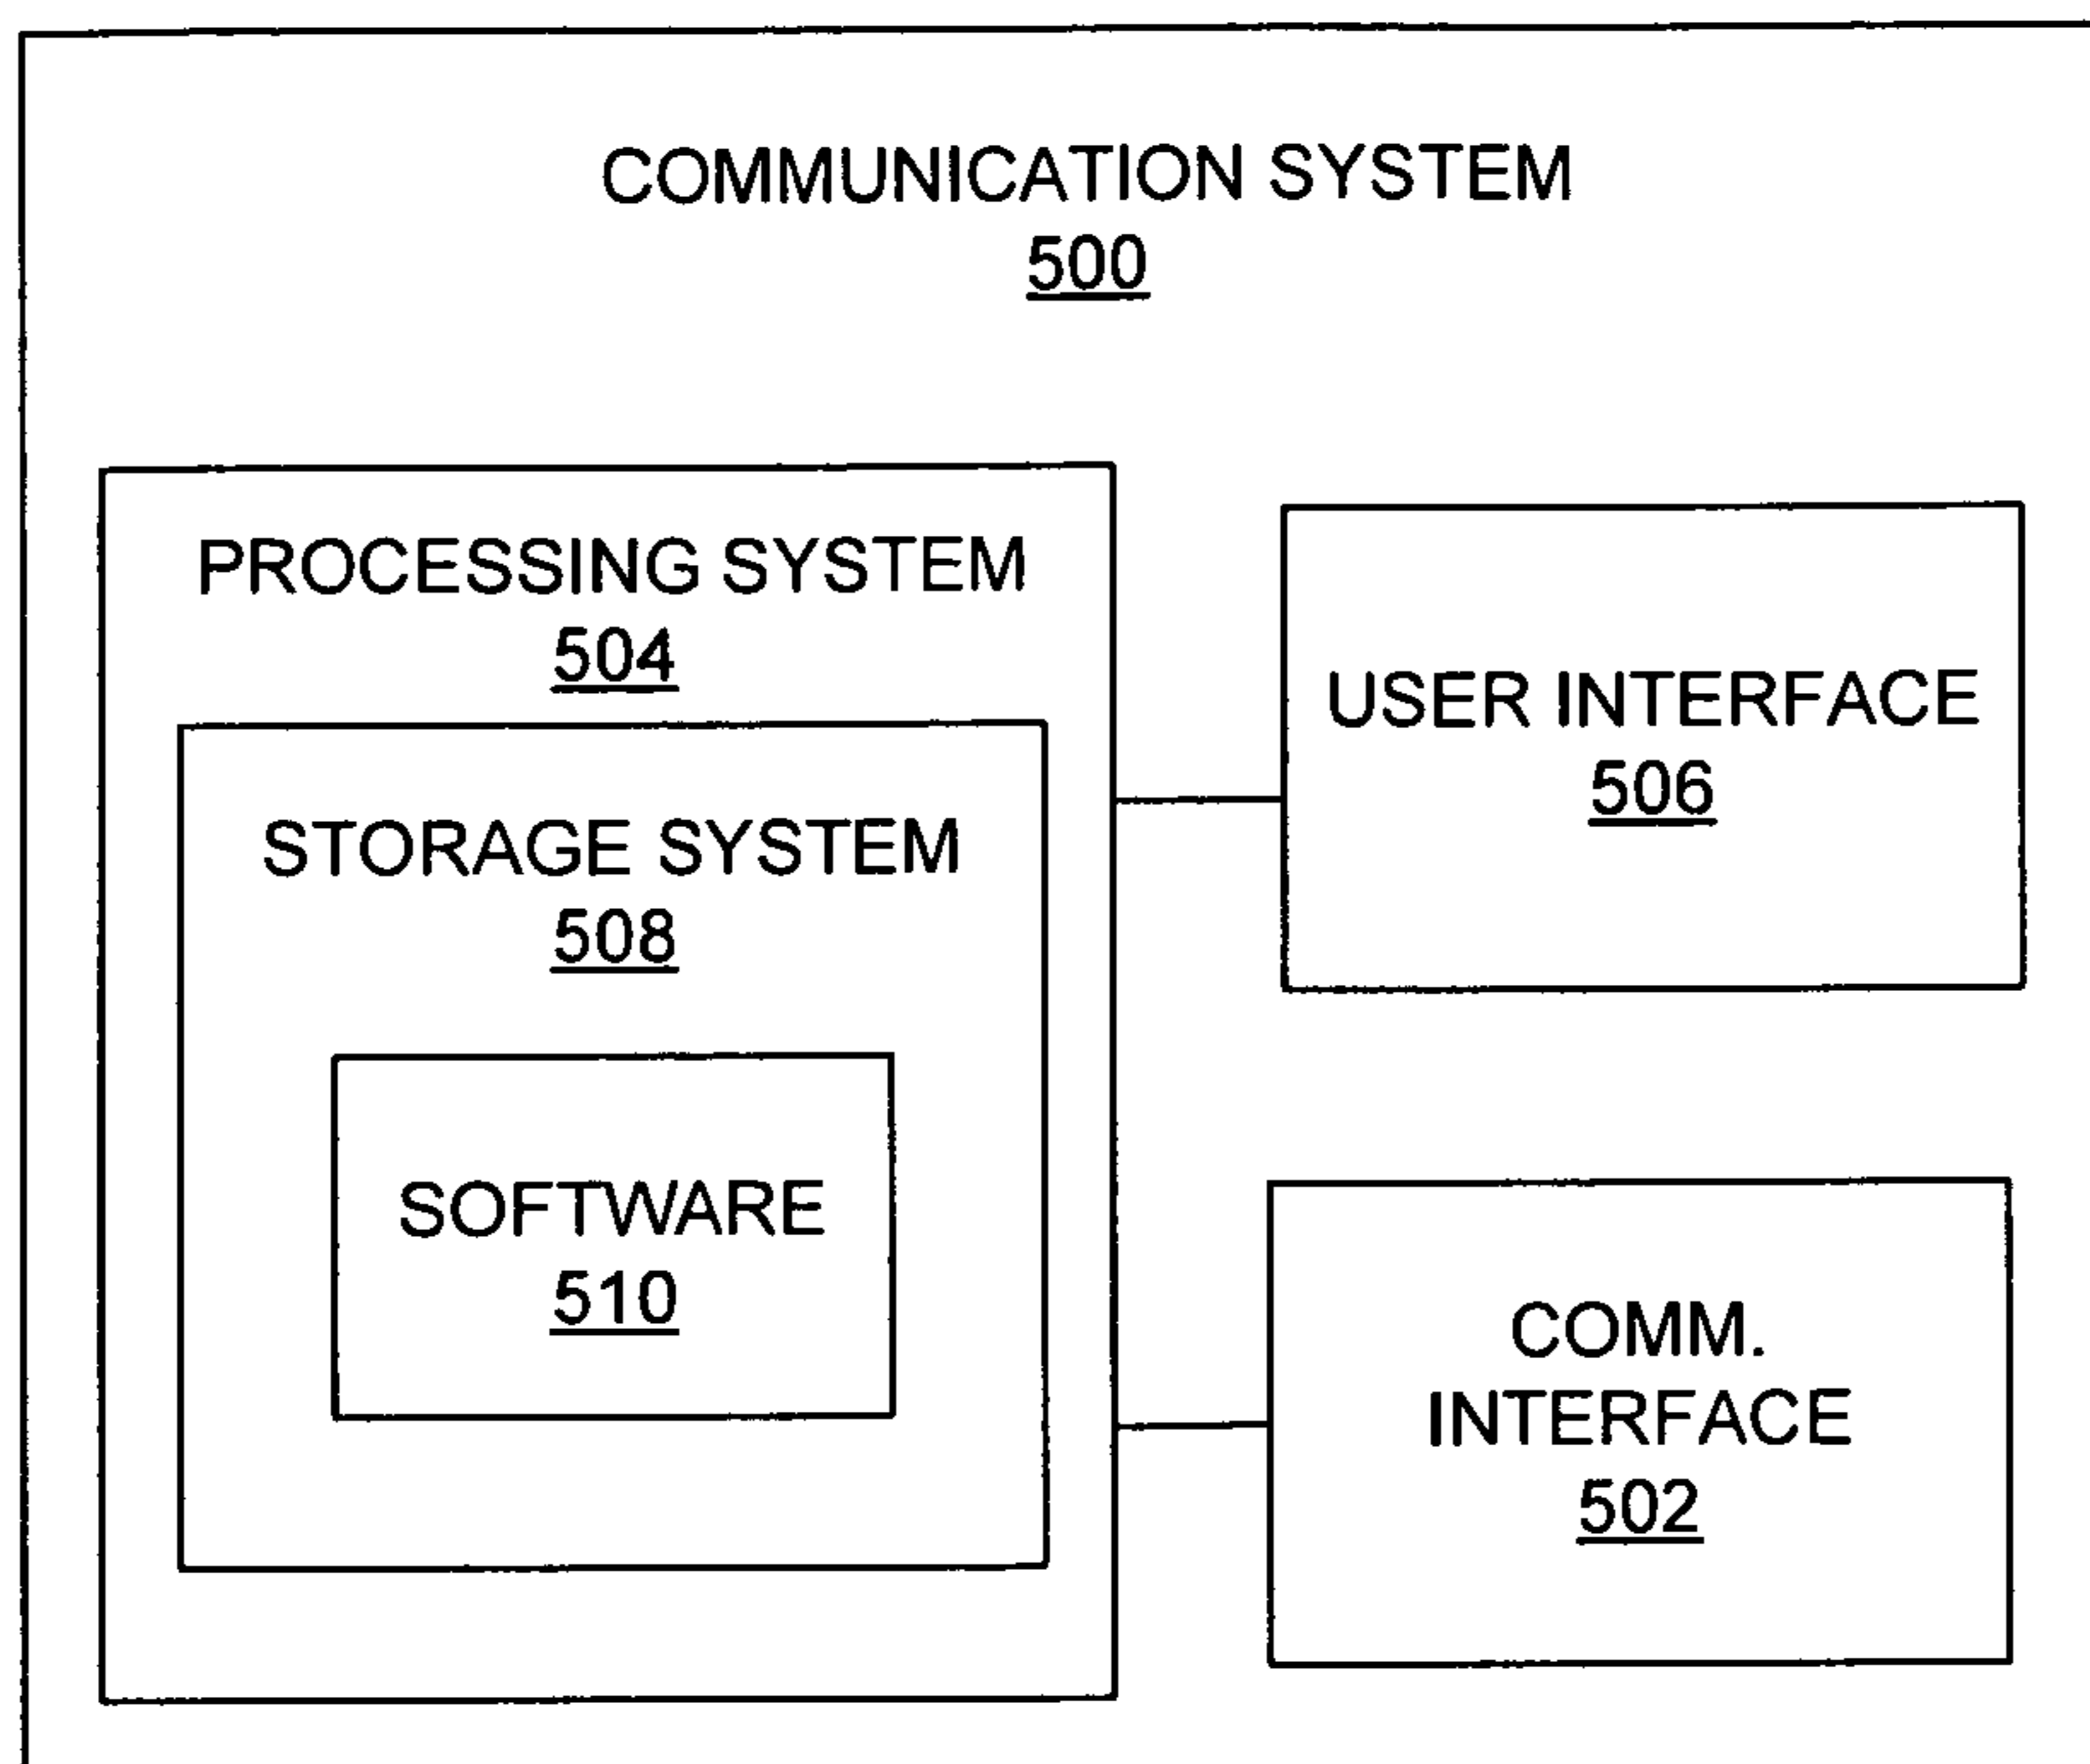 COMMUNICATION SYSTEM
500
PROCESSING SYSTEM
504
STORAGE SYSTEM
508
SOFTWARE
510
USER INTERFACE
506
COMM.
INTERFACE
502